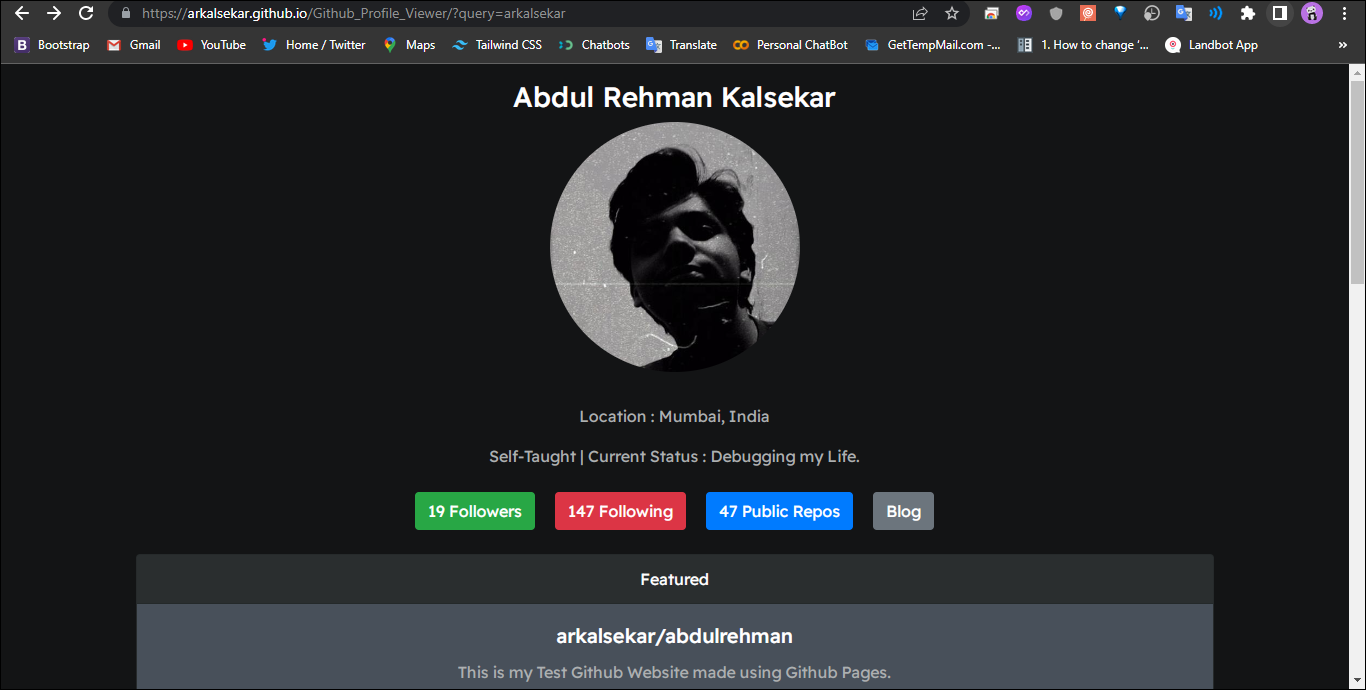 https://arkalsekar.github.io/Github_Profile_Viewer/?query=arkalsekar
B Bootstrap Gmail YouTube Home / Twitter Maps Tailwind CSS Chatbots Translate Personal ChatBot GetTempMail.com -... 1. How to change ‘... Landbot App »
Abdul Rehman Kalsekar
Location : Mumbai, India
Self-Taught | Current Status : Debugging my Life.
19 Followers 147 Following 47 Public Repos Blog
Featured
arkalsekar/abdulrehman
This is my Test Github Website made using Github Pages.